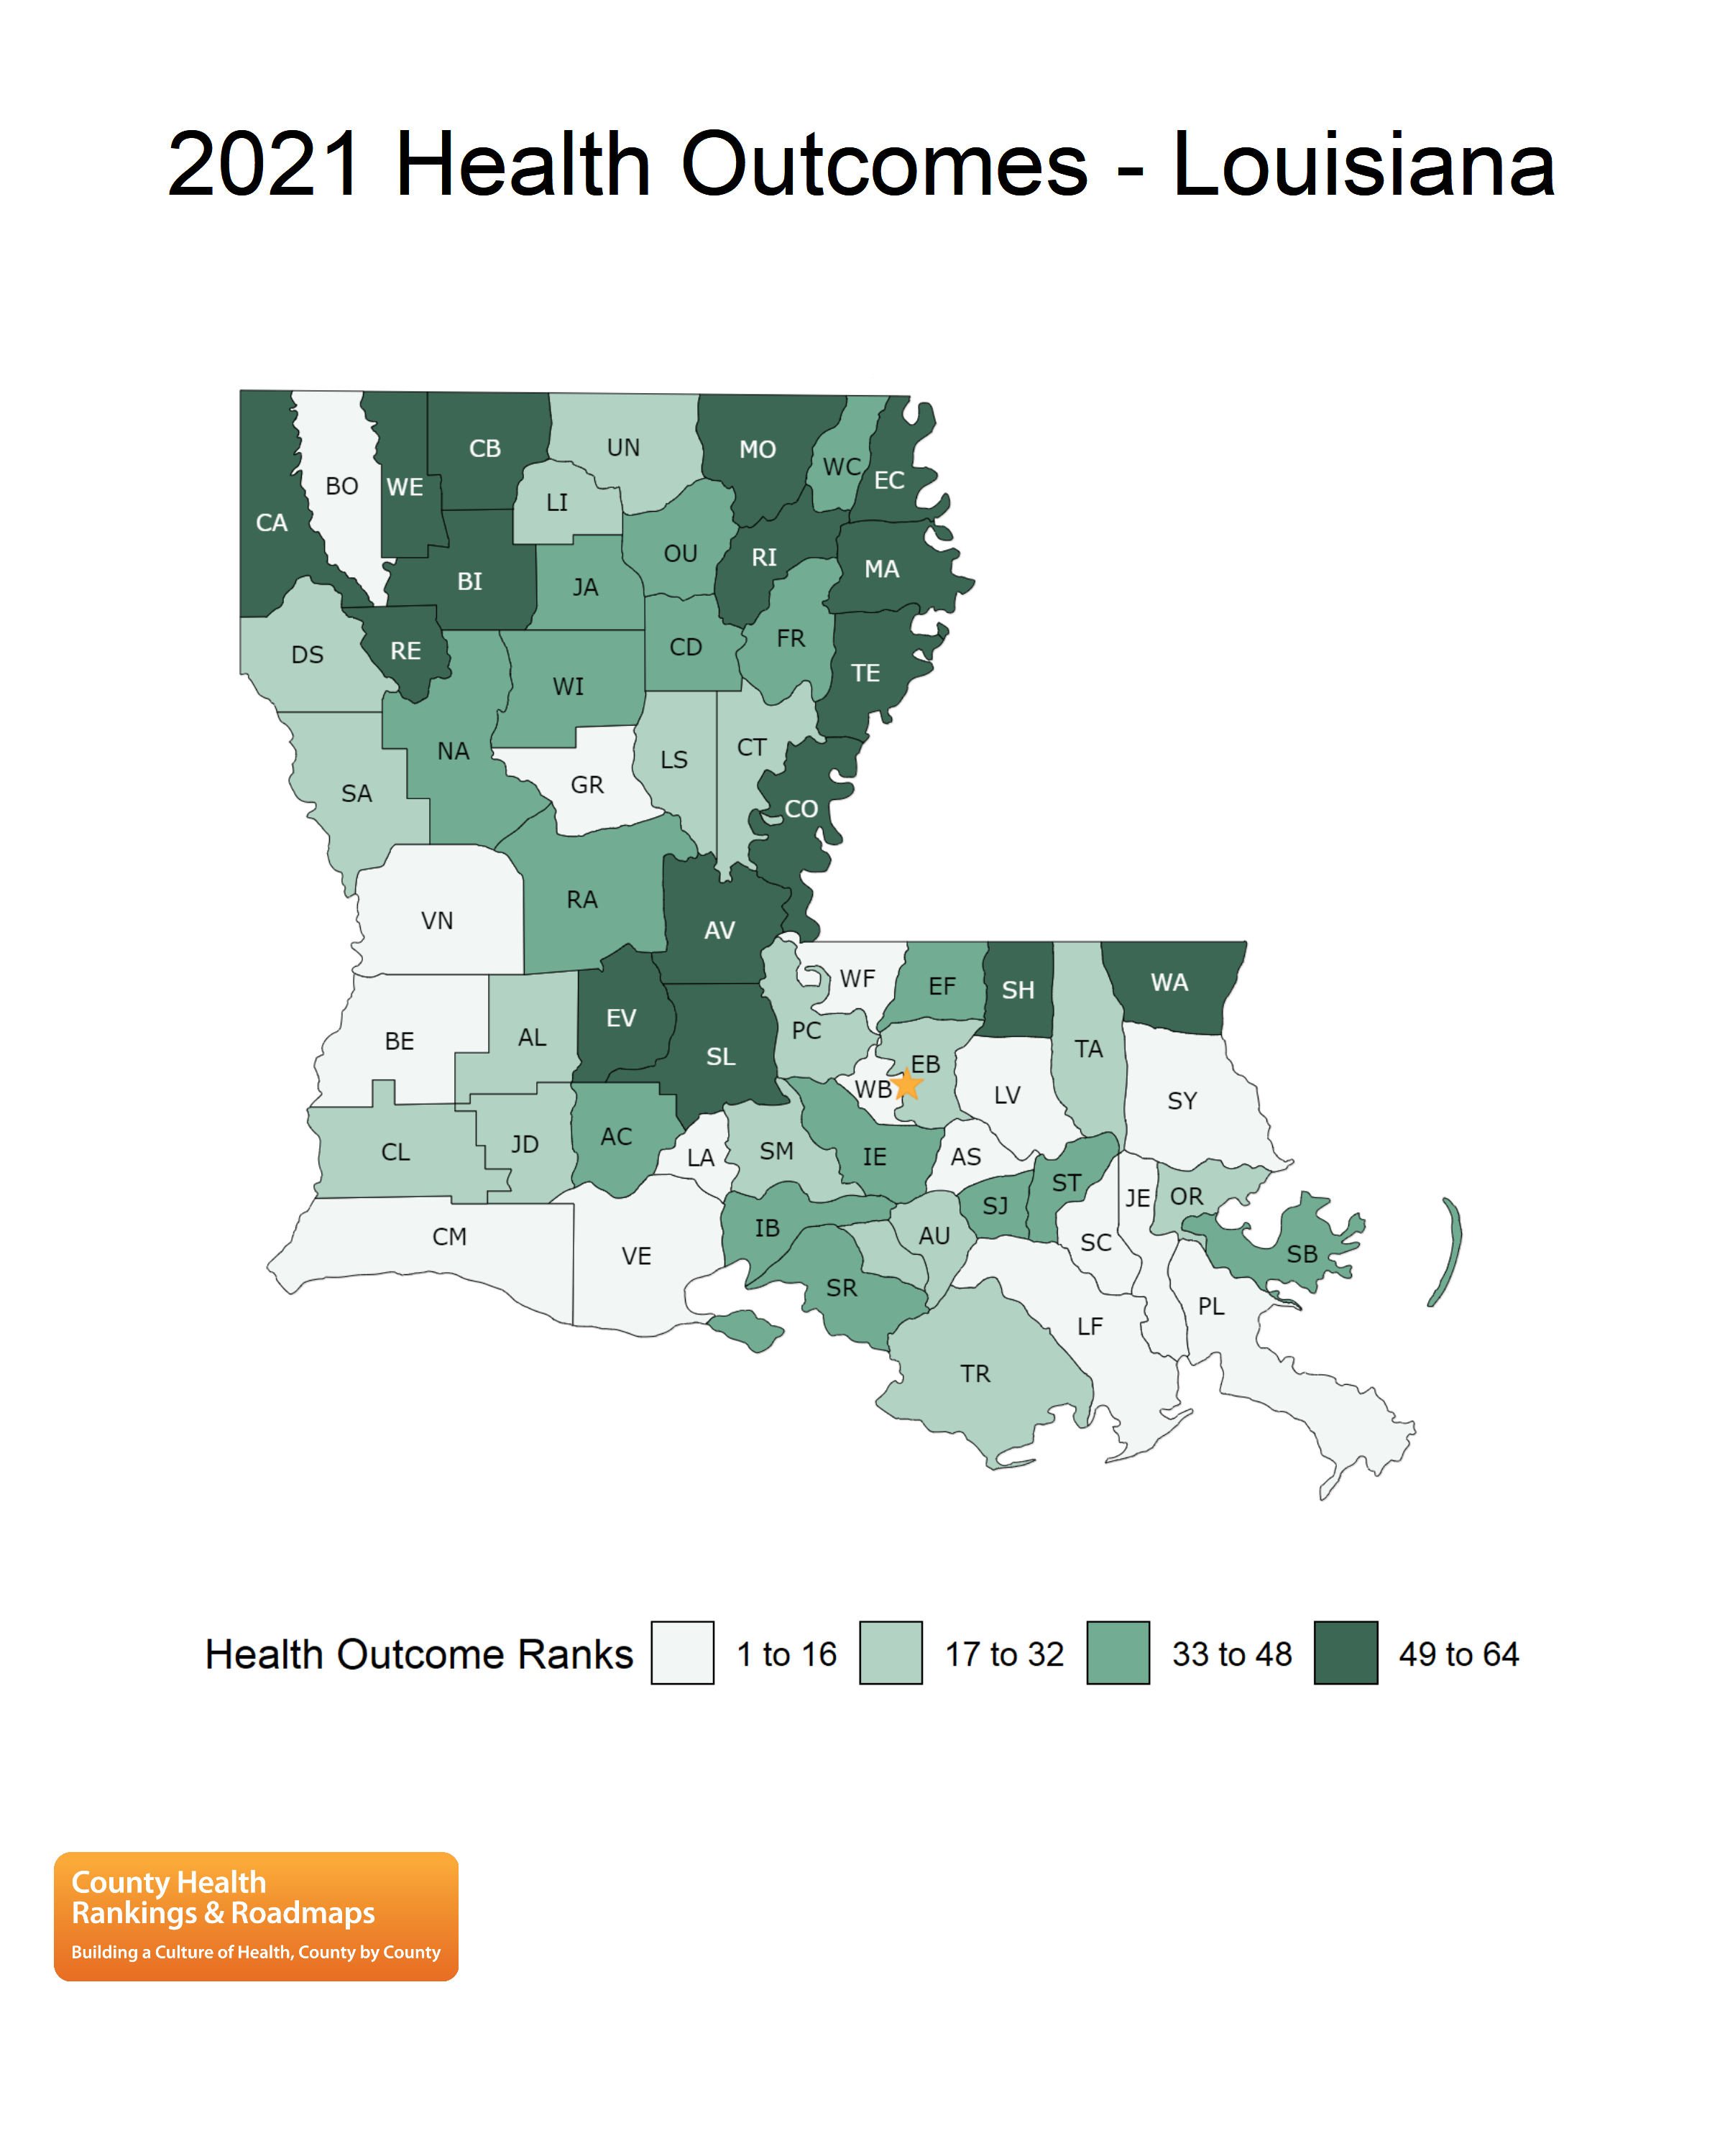 2021 Health Outcomes - Louisiana
BO
WE
CB
UN
MO
WC
EC
CA
LI
BI
JA
OU
RI
MA
DS
RE
WI
CD
FR
TE
NA
SA
GR
LS
CT
CO
VN
RA
AV
WF
EF
SH
WA
BE
AL
EV
SL
PC
EB
TA
WB
LV
SY
CL
JD
AC
LA
SM
IE
AS
ST
JE
OR
SJ
CM
VE
IB
AU
SC
SB
SR
LF
PL
TR
Health Outcome Ranks 1 to 16 17 to 32 33 to 48 49 to 64
County Health
Rankings & Roadmaps
Building a Culture of Health, County by County